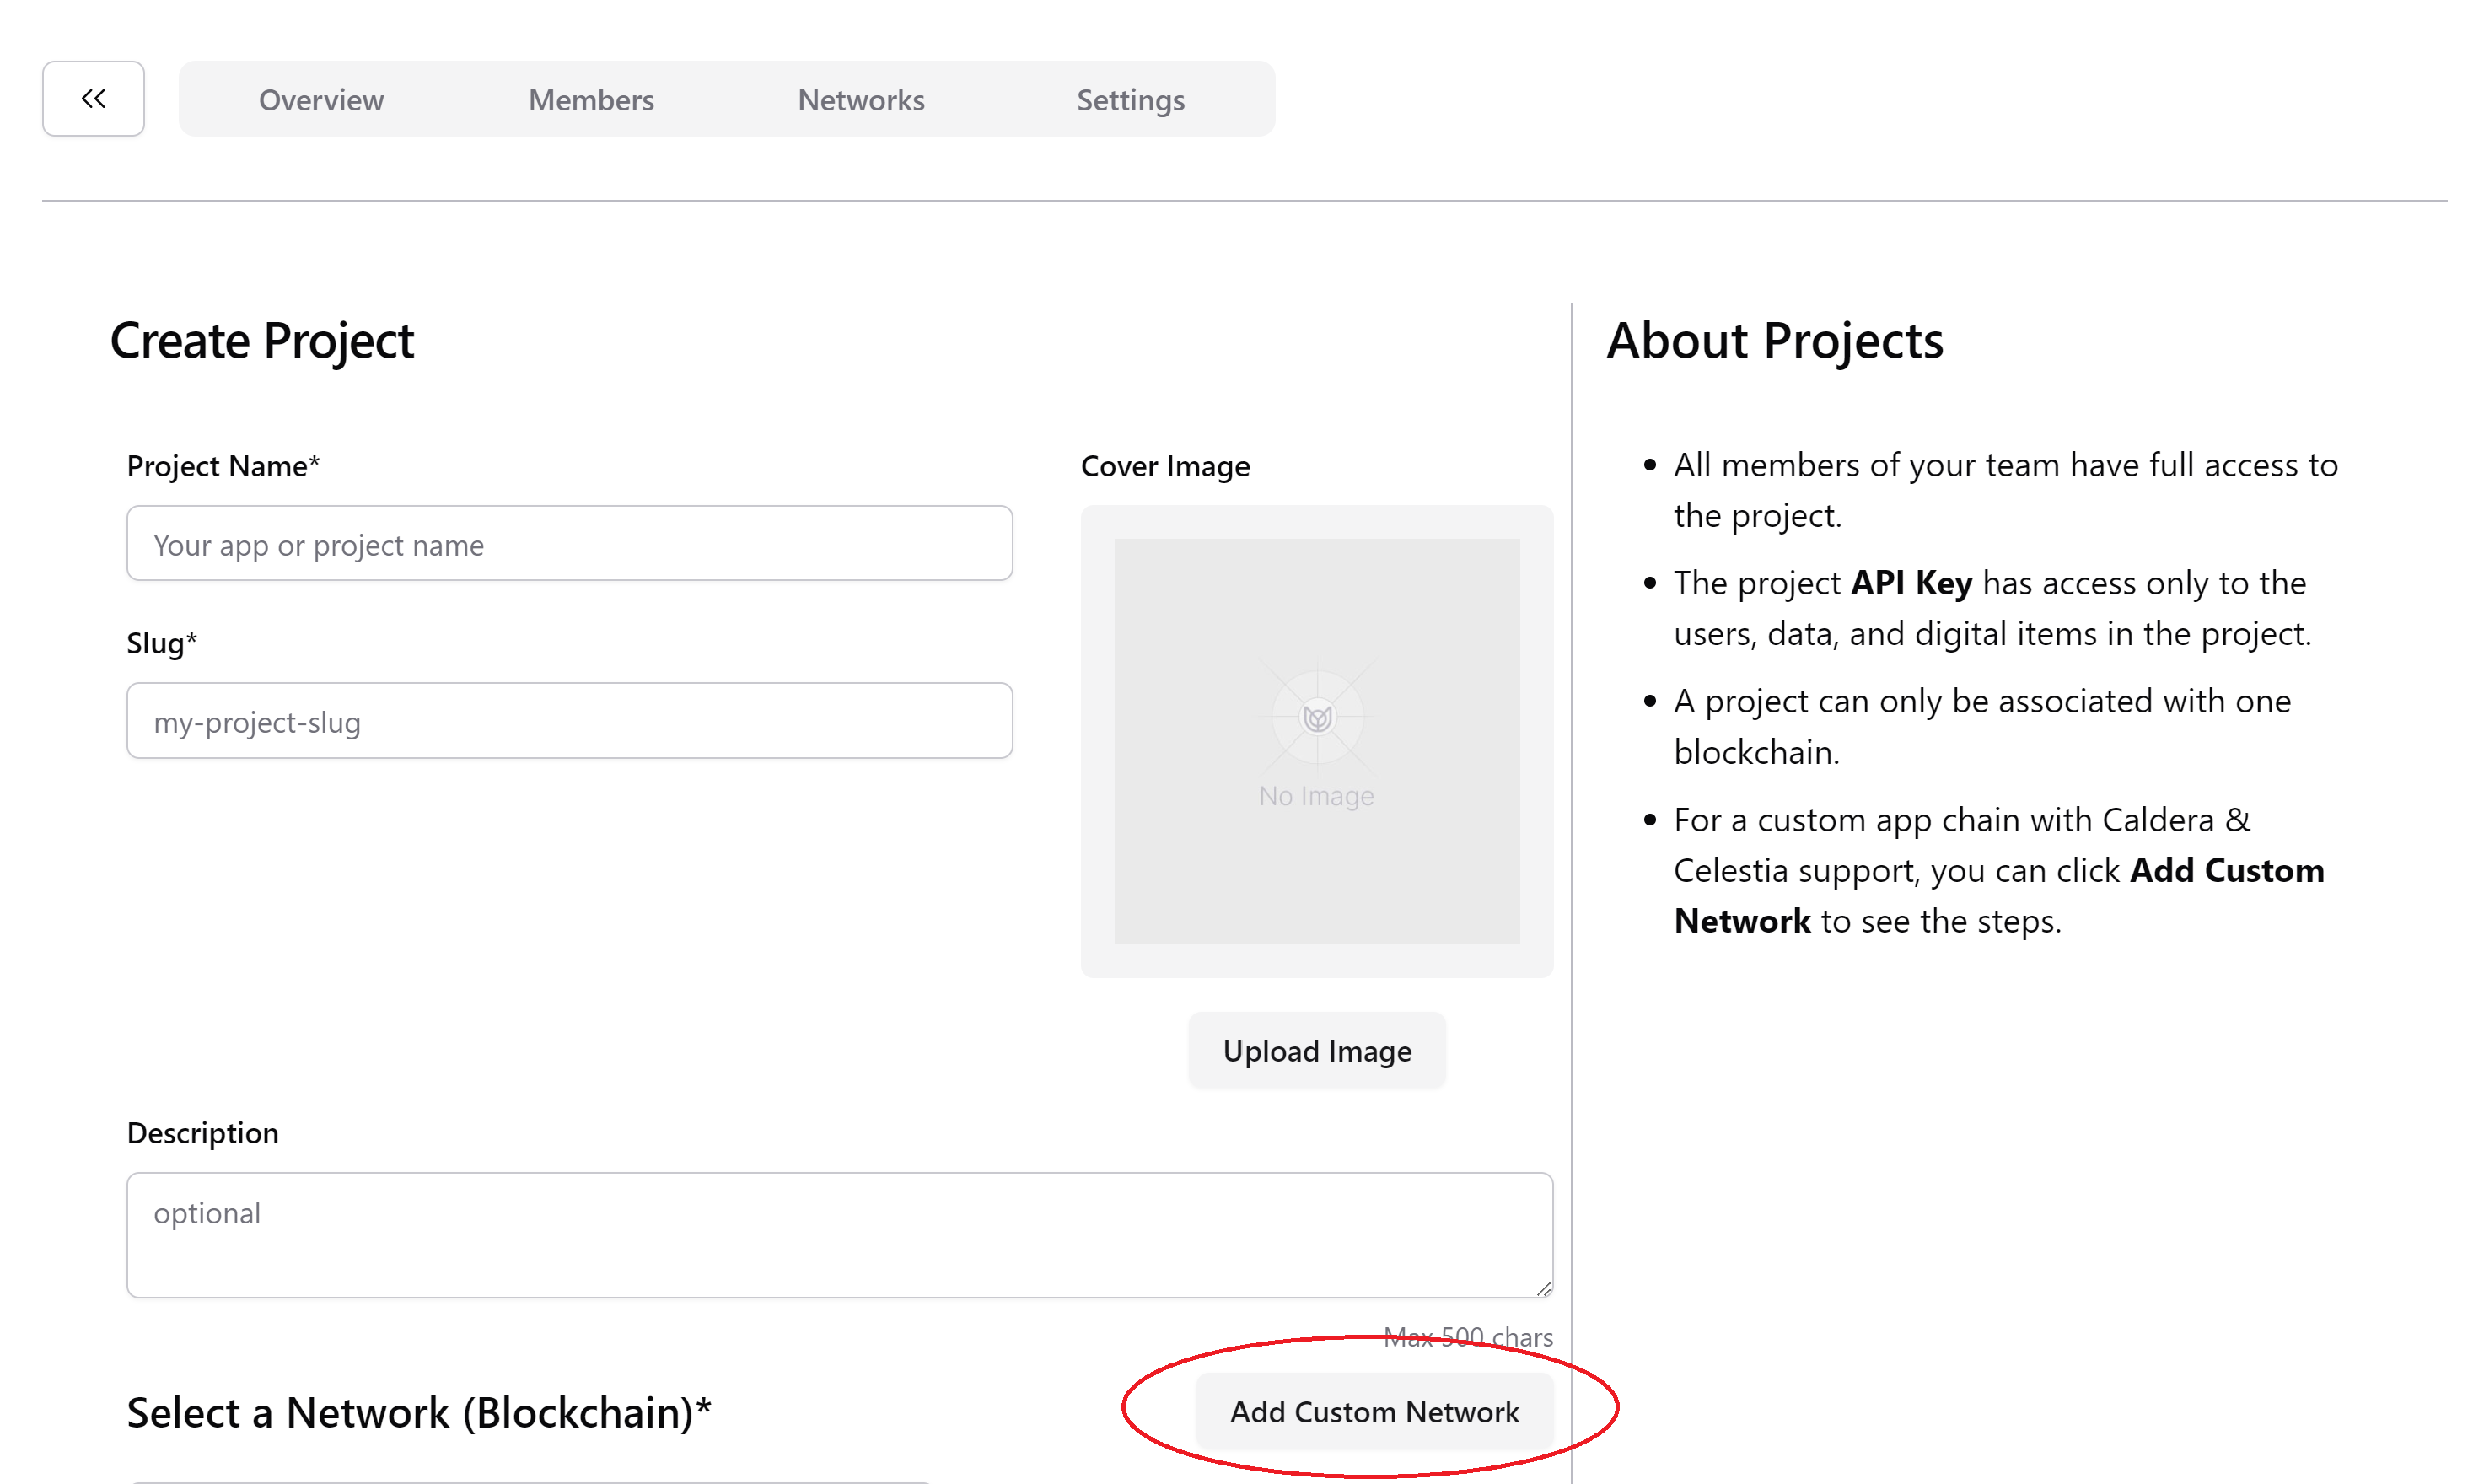 Overview
Members
Networks
Settings
Create Project
Project Name*
Your app or project name
Slug*
my-project-slug
Cover Image
No Image
Upload Image
Description
optional
Max 500 chars
Select a Network (Blockchain)*
Add Custom Network
About Projects
All members of your team have full access to
the project.
The project API Key has access only to the
users, data, and digital items in the project.
A project can only be associated with one
blockchain.
For a custom app chain with Caldera &
Celestia support, you can click Add Custom
Network to see the steps.